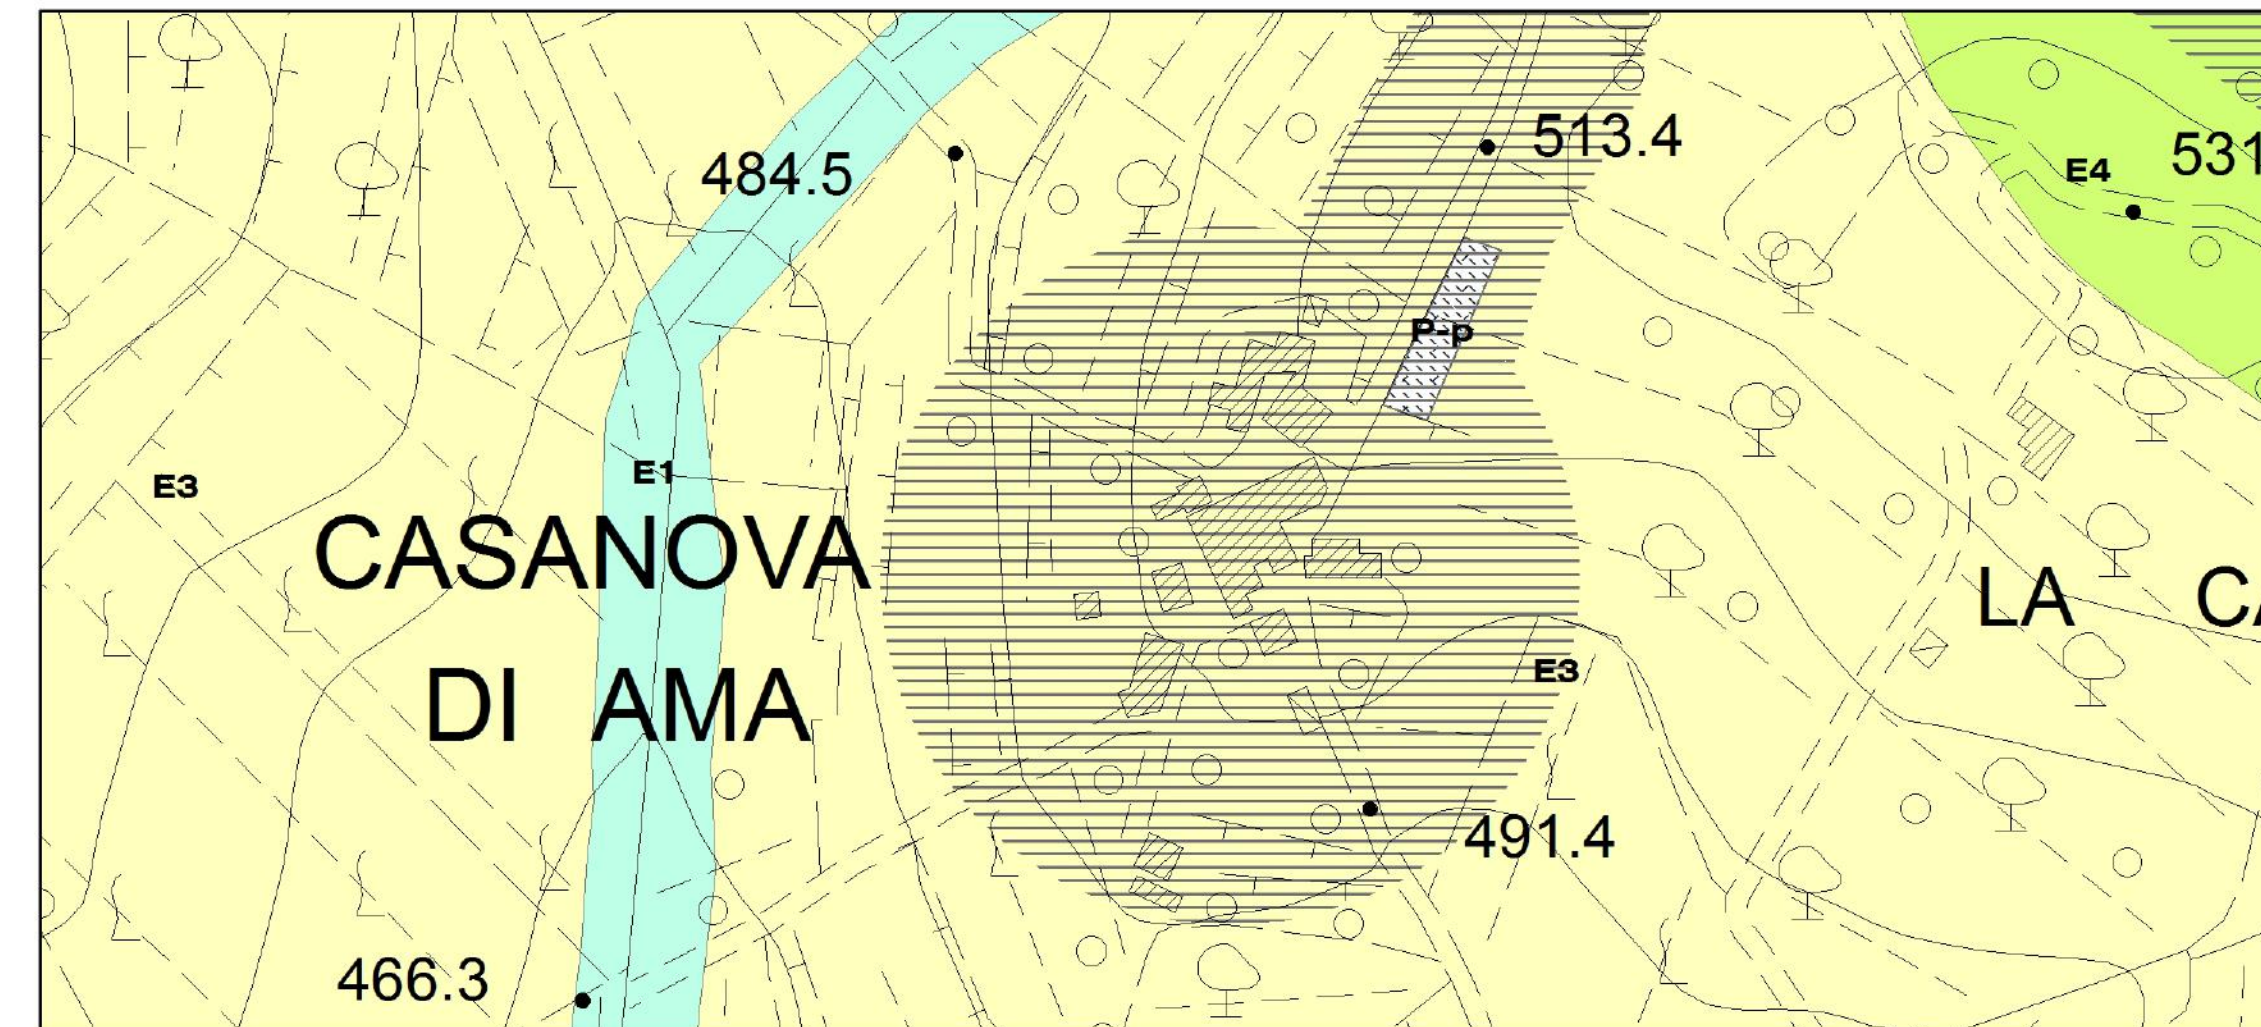 513.4
484.5
531
E4
P-p
E1
E3
CASANOVA
LA CA
E3
DI AMA
491.4
466.3